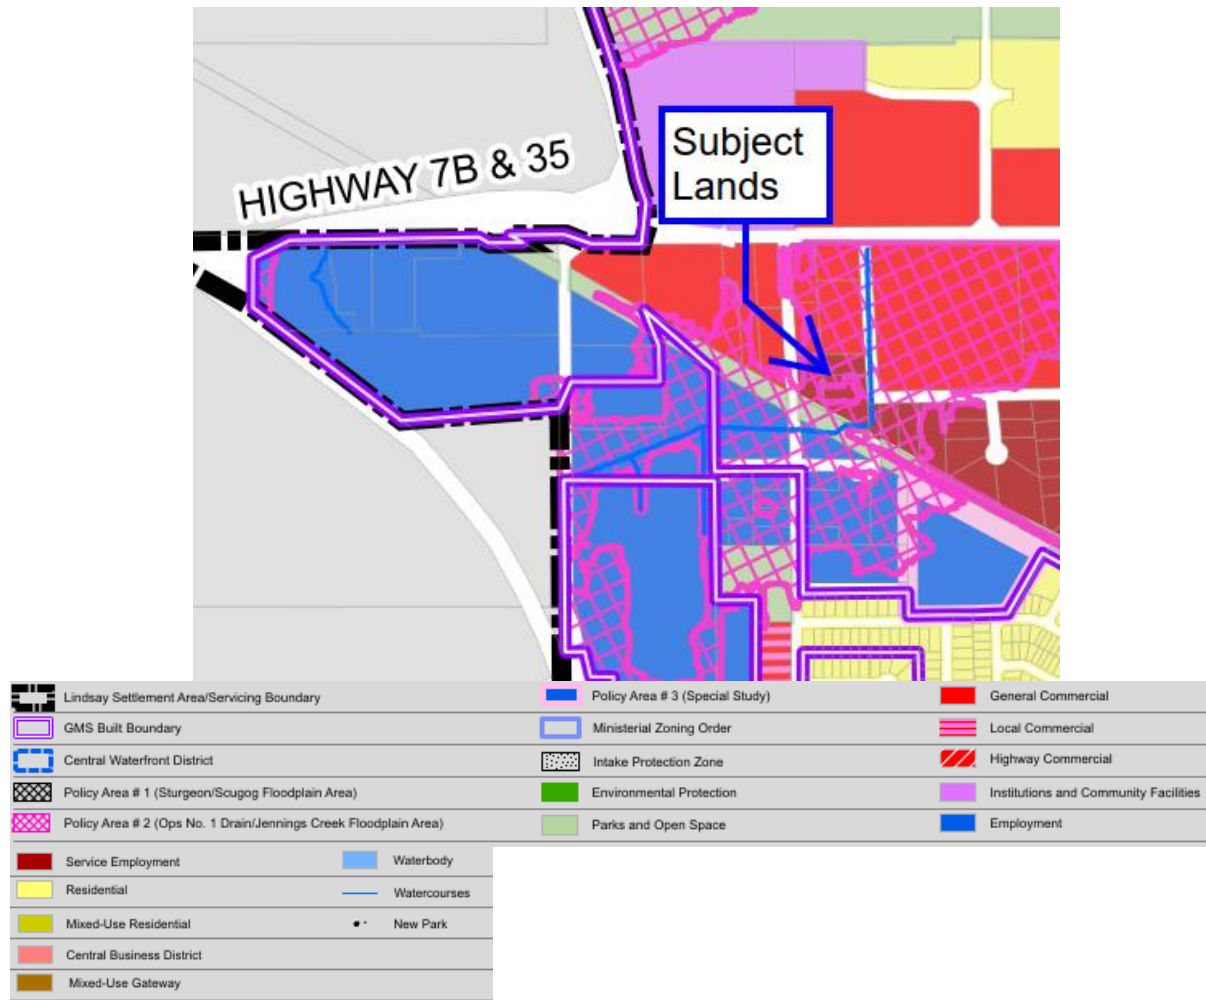 Subject
Lands
HIGHWAY 7B & 35
Lindsay Settlement Area/Servicing Boundary
Policy Area # 3 (Special Study)
General Commercial
GMS Built Boundary
Ministerial Zoning Order
Local Commercial
Central Waterfront District
Intake Protection Zone
Highway Commercial
Policy Area # 1 (Sturgeon/Scugog Floodplain Area)
Environmental Protection
Institutions and Community Facilities
Policy Area # 2 (Ops No. 1 Drain/Jennings Creek Floodplain Area)
Parks and Open Space
Employment
Service Employment
Waterbody
Residential
Watercourses
Mixed-Use Residential
New Park
Central Business District
Mixed-Use Gateway